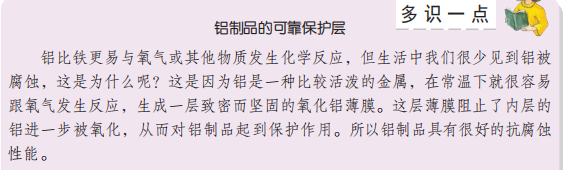 多识一点
铝制品的可靠保护层
铝比铁更易与氧气或其他物质发生化学反应，但生活中我们很少见到铝被
腐蚀，这是为什么呢？这是因为铝是一种比较活泼的金属，在常温下就很容易
跟氧气发生反应，生成一层致密而坚固的氧化铝薄膜。这层薄膜阻止了内层的
铝进一步被氧化，从而对铝制品起到保护作用。所以铝制品具有很好的抗腐蚀
性能。